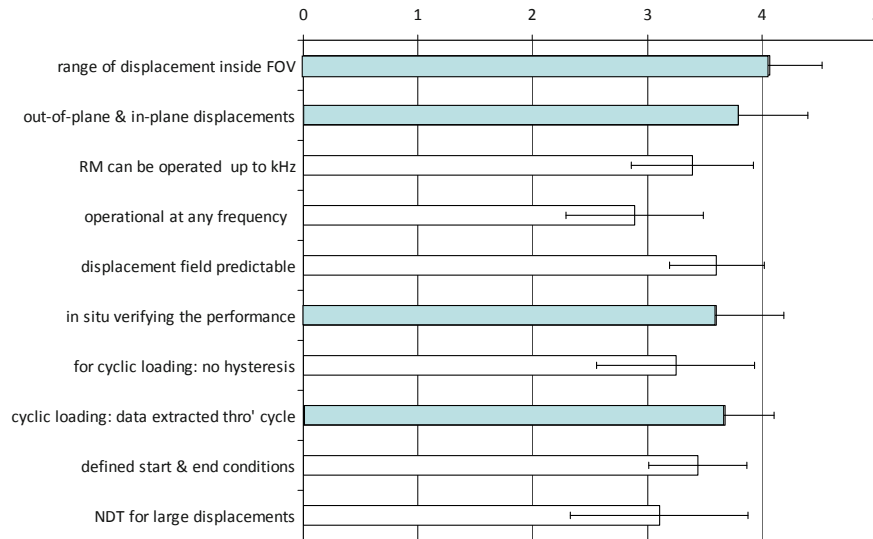 0 1 2 3 4
range of displacement inside FOV
out-of-plane & in-plane displacements
RM can be operated up to kHz
operational at any frequency
displacement field predictable
in situ verifying the performance
for cyclic loading: no hysteresis
cyclic loading: data extracted thro' cycle
defined start & end conditions
NDT for large displacements